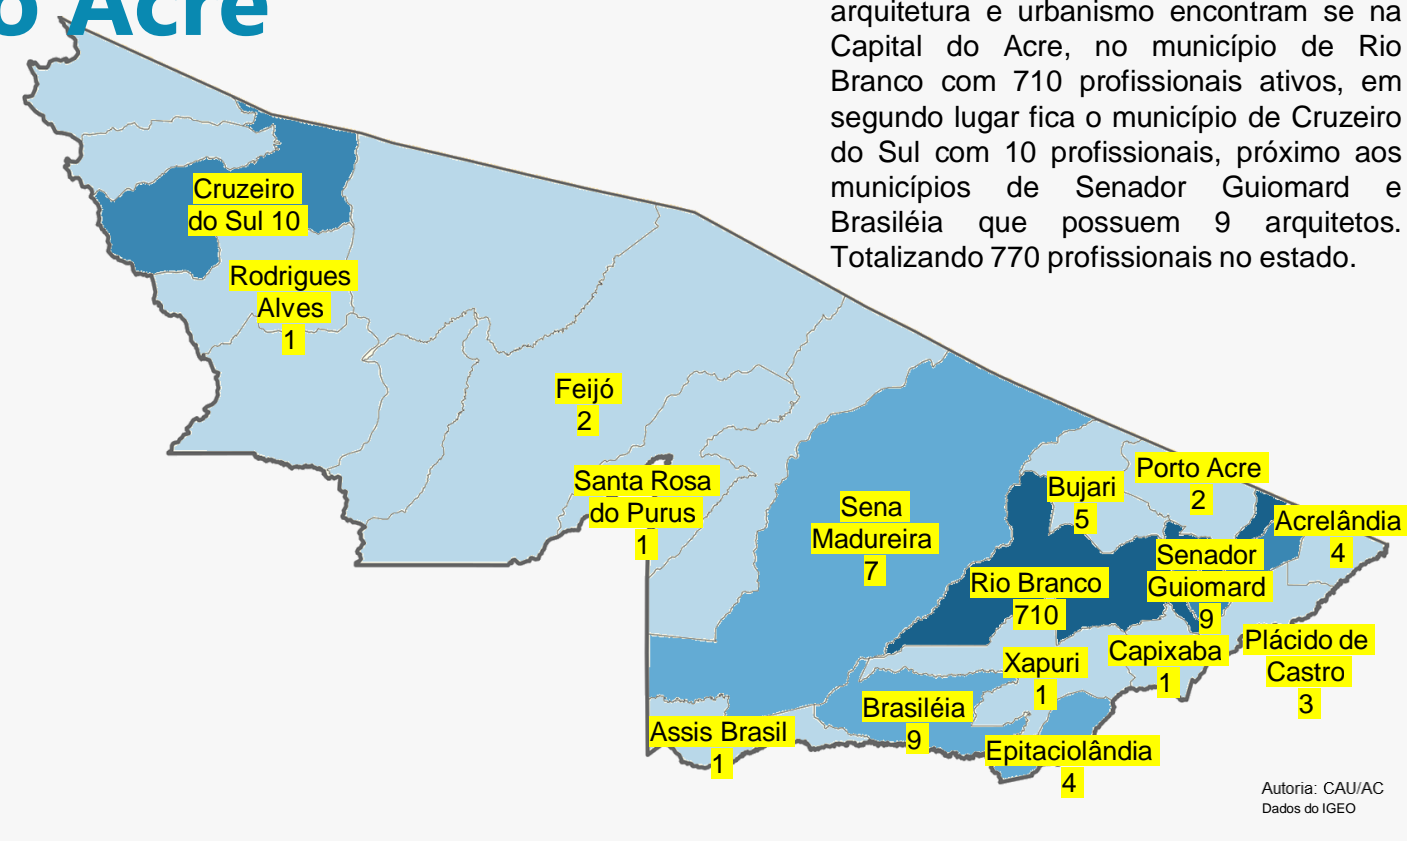 o Acre
arquitetura e urbanismo encontram se na
Capital do Acre, no município de Rio
Branco com 710 profissionais ativos, em
segundo lugar fica o município de Cruzeiro
do Sul com 10 profissionais, próximo aos
municípios de Senador Guiomard e
Brasiléia que possuem 9 arquitetos.
Totalizando 770 profissionais no estado.
Cruzeiro
do Sul 10
Rodrigues
Alves
1
Feijó
2
Santa Rosa
do Purus
1
Sena
Madureira
7
Bujari
5
Porto Acre
2
Acrelândia
4
Senador
Guiomard
9
Rio Branco
710
Plácido de
Castro
3
Capixaba
1
Xapuri
1
Brasiléia
9
Assis Brasil
1
Epitaciolândia
4
Autoria: CAU/AC
Dados do IGEO